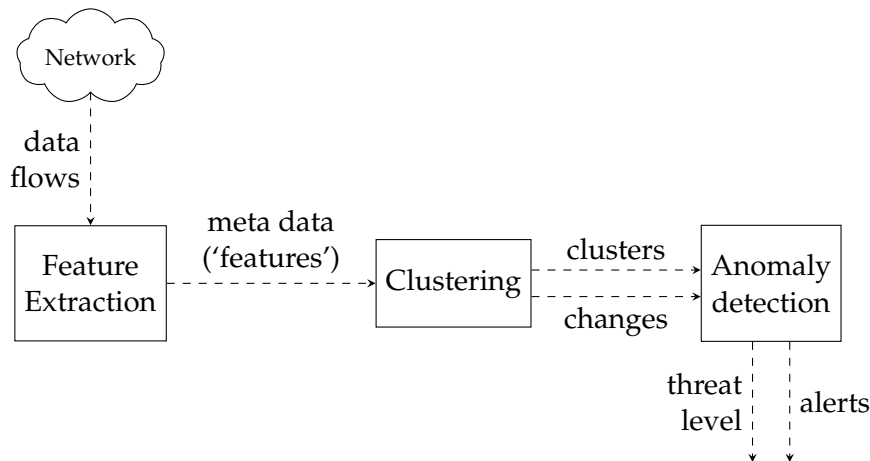 Network
data
flows
Feature
Extraction
meta data
(‘features’)
Clustering
clusters
changes
Anomaly
detection
threat
level
alerts